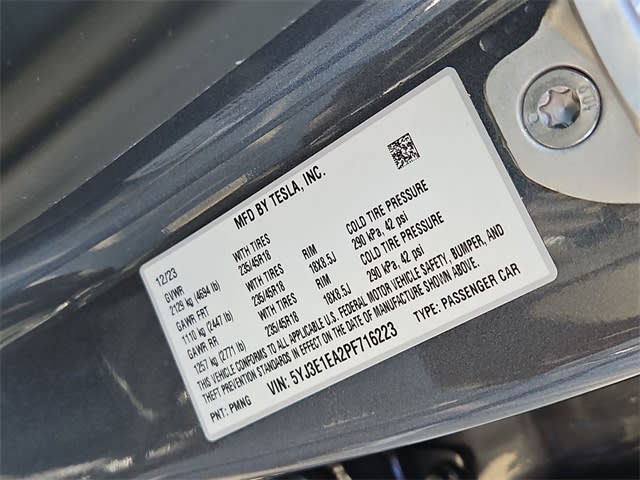 MFD BY TESLA, INC.
12/23
GVWR
2129 kg (4694 lb) WITH TIRES 235/45R18 RIM 18X8.5J COLD TIRE PRESSURE 290 kPa, 42 psi
GAWR FRT
1110 kg (2447 lb) WITH TIRES 235/45R18 RIM 18X8.5J COLD TIRE PRESSURE 290 kPa, 42 psi
GAWR RR
1257 kg (2771 lb) WITH TIRES 235/45R18
THIS VEHICLE CONFORMS TO ALL APPLICABLE U.S. FEDERAL MOTOR VEHICLE SAFETY, BUMPER, AND
THEFT PREVENTION STANDARDS IN EFFECT ON THE DATE OF MANUFACTURE SHOWN ABOVE.
VIN: 5YJ3E1EA2PF716223 TYPE: PASSENGER CAR
PNT: PMNG